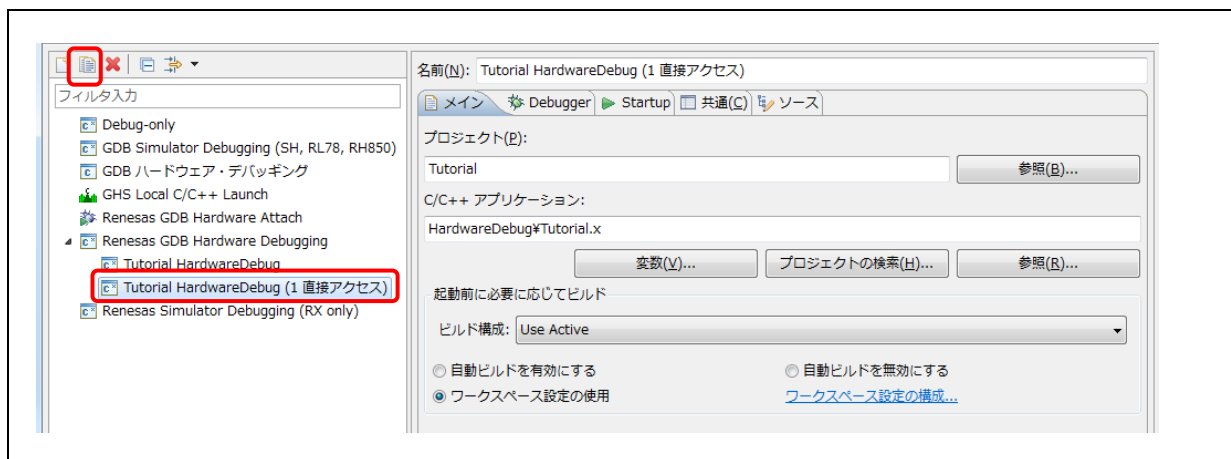 フィルタ入力
Debug-only
GDB Simulator Debugging (SH, RL78, RH850)
GDB ハードウェア・デバッギング
GHS Local C/C++ Launch
Renesas GDB Hardware Attach
Renesas GDB Hardware Debugging
Tutorial HardwareDebug
Tutorial HardwareDebug (1 直接アクセス)
Renesas Simulator Debugging (RX only)
名前(N): Tutorial HardwareDebug (1 直接アクセス)
メイン Debugger Startup 共通(C) ソース
プロジェクト(P):
Tutorial 参照(B)...
C/C++ アプリケーション:
HardwareDebug¥Tutorial.x
変数(V)... プロジェクトの検索(H)... 参照(R)...
起動前に必要に応じてビルド
ビルド構成: Use Active
自動ビルドを有効にする 自動ビルドを無効にする
ワークスペース設定の使用 ワークスペース設定の構成...